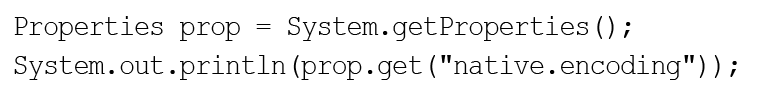 Properties prop = System.getProperties();
System.out.println(prop.get("native.encoding"));